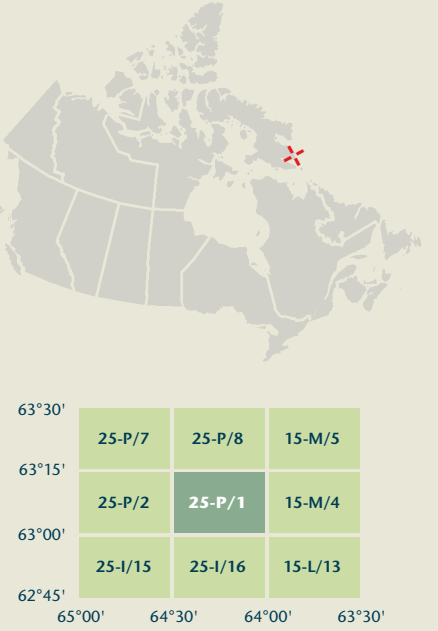 63°30'
25-P/7 25-P/8 15-M/5
63°15'
25-P/2 25-P/1 15-M/4
63°00'
25-I/15 25-I/16 15-L/13
62°45'
65°00' 64°30' 64°00' 63°30'